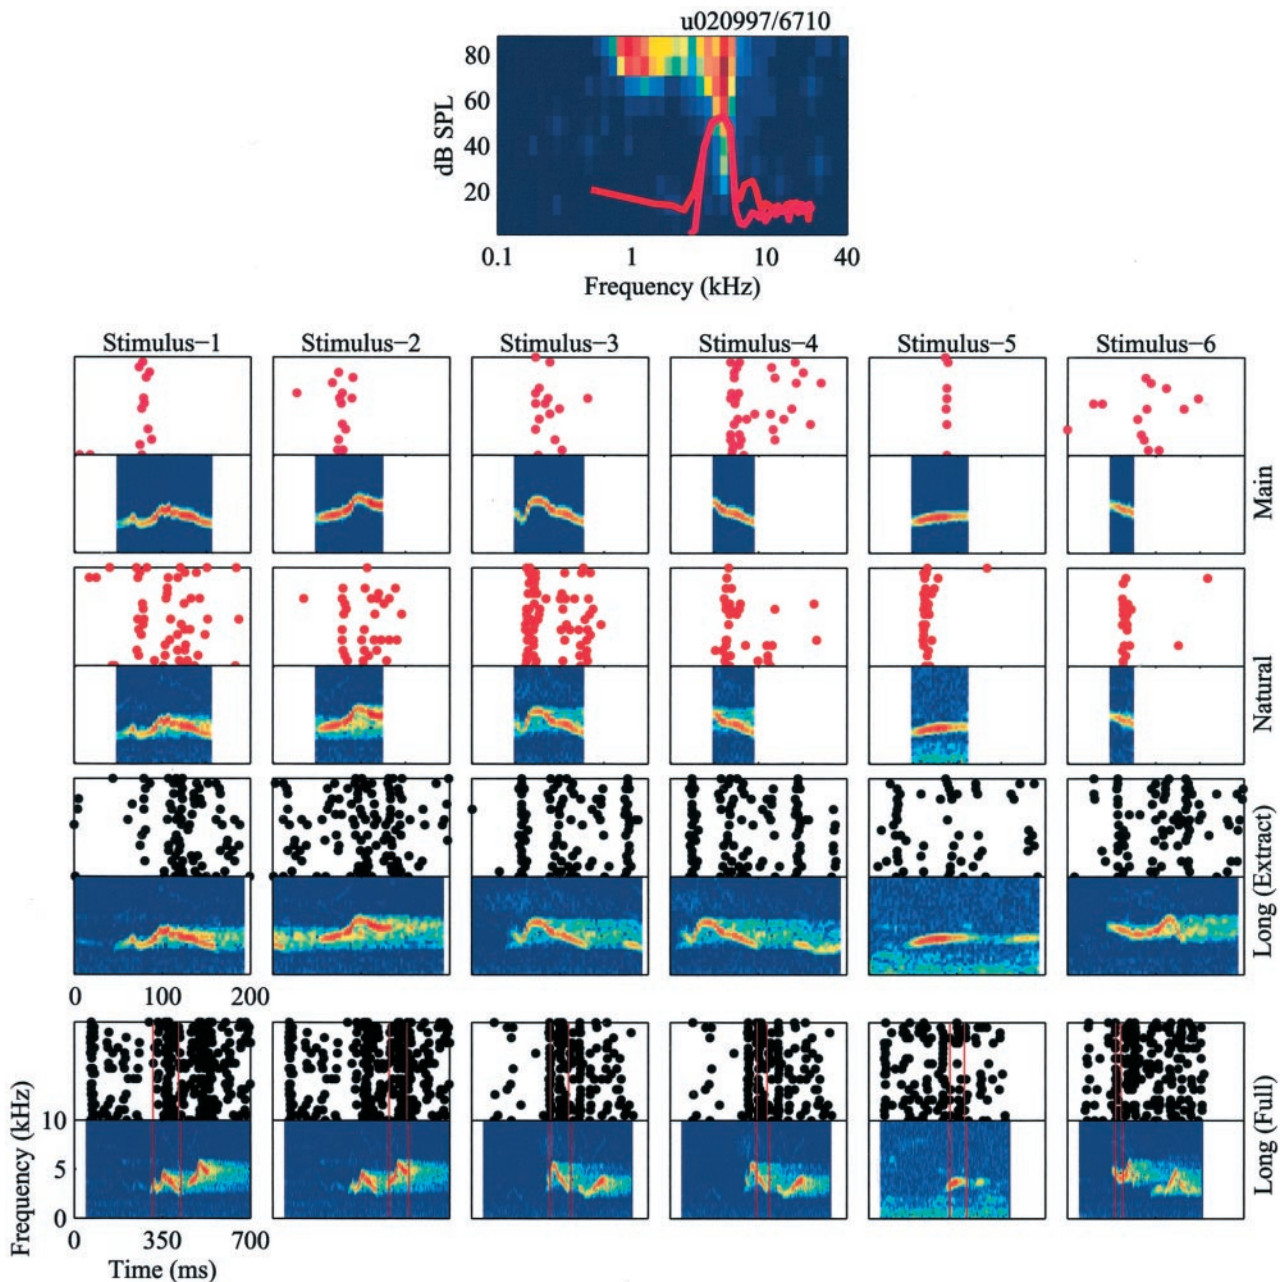 u020997/6710
80
60
40
20
dB SPL
0.1 1 10 40
Frequency (kHz)
Stimulus–1 Stimulus–2 Stimulus–3 Stimulus–4 Stimulus–5 Stimulus–6
Main
Natural
Long (Extract)
0 100 200
Long (Full)
10
5
0
Frequency (kHz)
0 350 700
Time (ms)